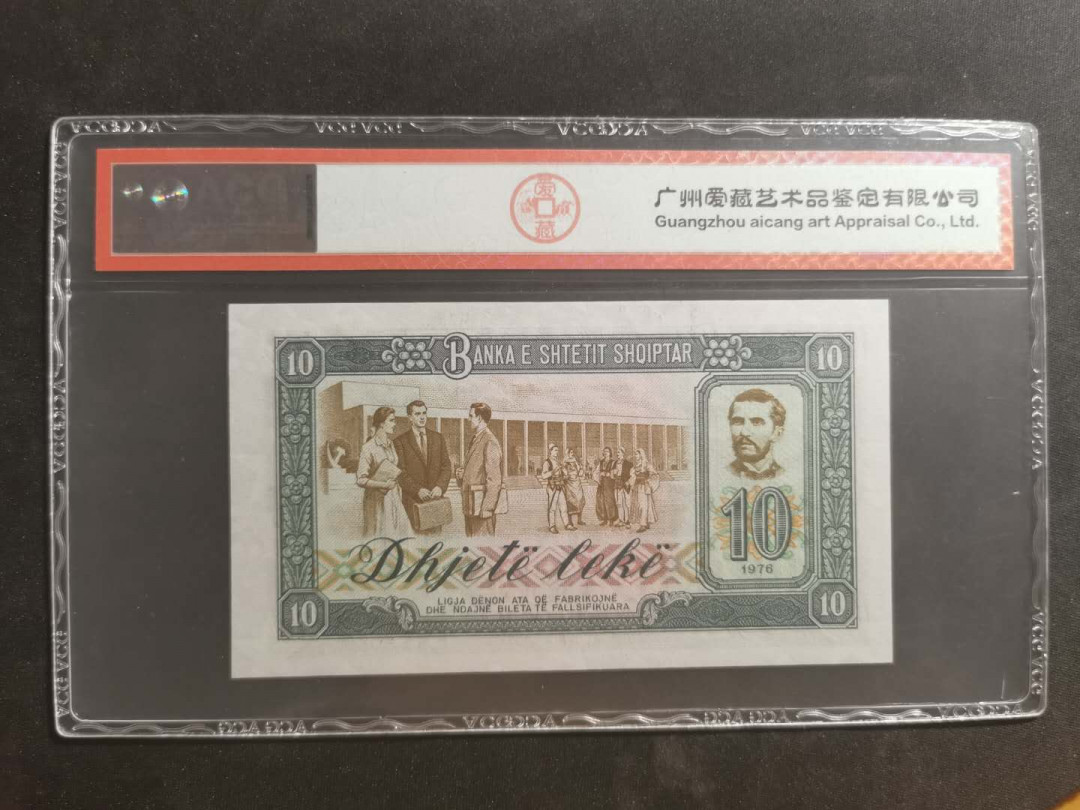 爱藏
广州爱藏艺术品鉴定有限公司
Guangzhou aicang art Appraisal Co., Ltd.
10 BANKA E SHTETIT SHQIPTAR 10
10
1976
Dhjetë lekë
LIGJA DËNON ATA QË FABRIKOJNË
DHE NDAJNË BILETA TË FALLSIFIKUARA
10 10